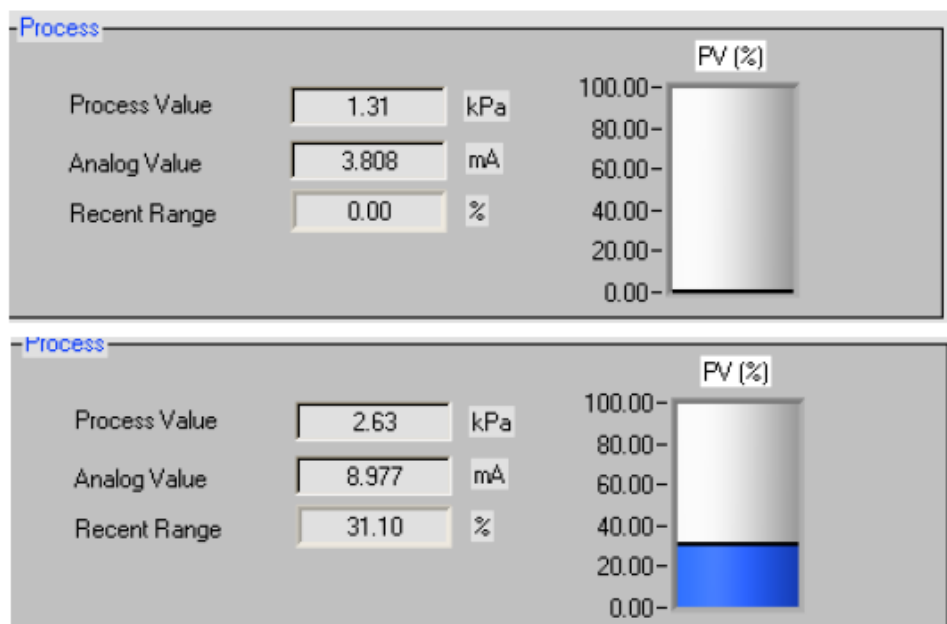 Process
PV (%)
Process Value 1.31 kPa
Analog Value 3.808 mA
Recent Range 0.00 %
100.00
80.00
60.00
40.00
20.00
0.00
Process
PV (%)
Process Value 2.63 kPa
Analog Value 8.977 mA
Recent Range 31.10 %
100.00
80.00
60.00
40.00
20.00
0.00